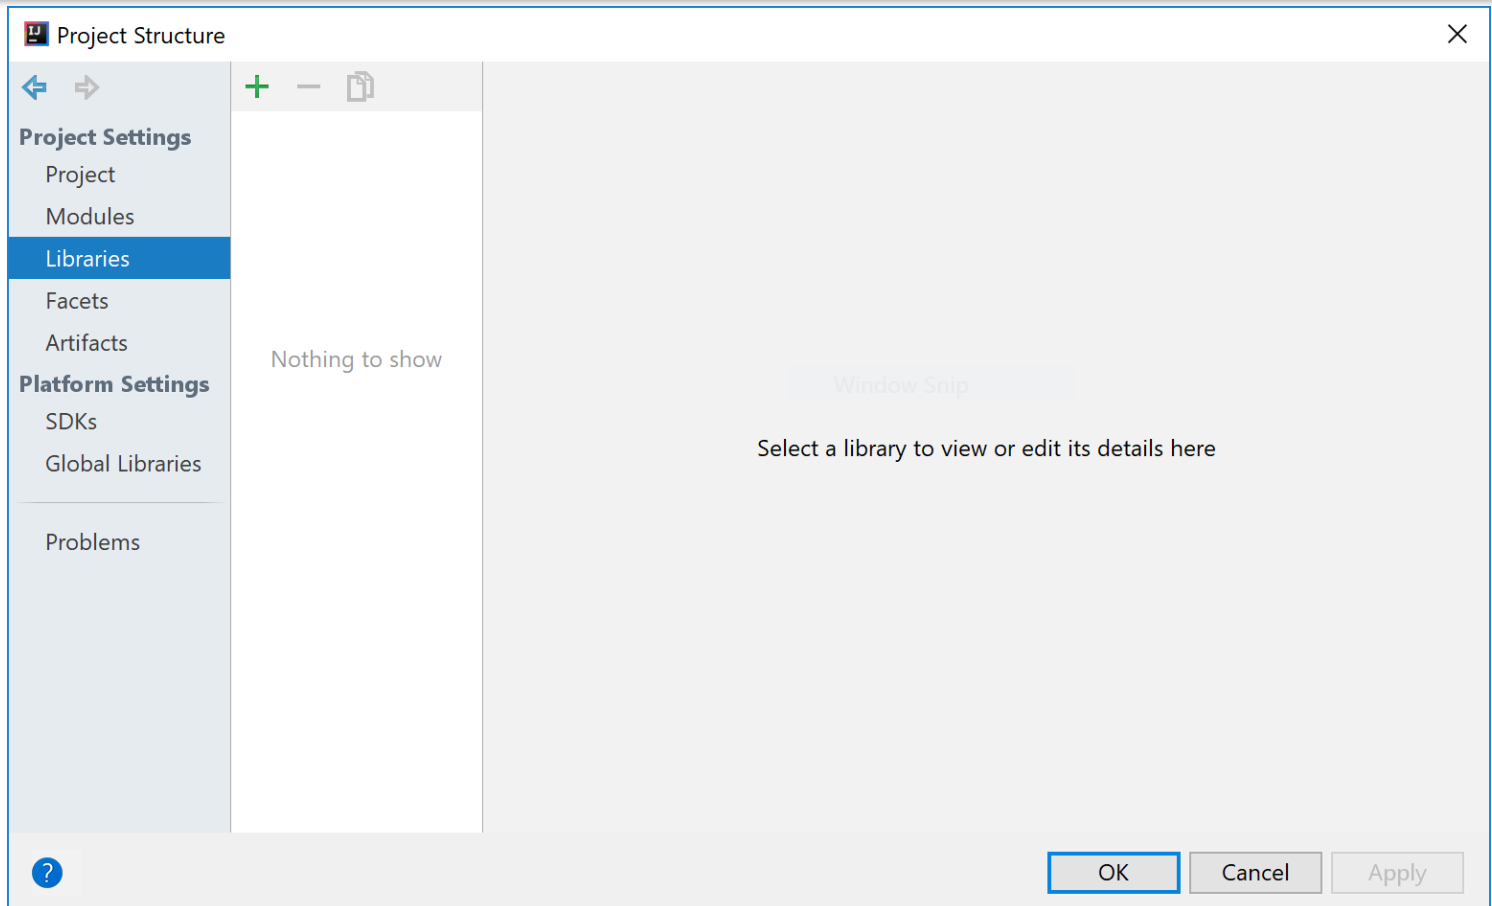 IJ
Project Structure
Project Settings
Project
Modules
Libraries
Facets
Artifacts
Platform Settings
SDKs
Global Libraries
Problems
Nothing to show
Window Snip
Select a library to view or edit its details here
?
OK
Cancel
Apply